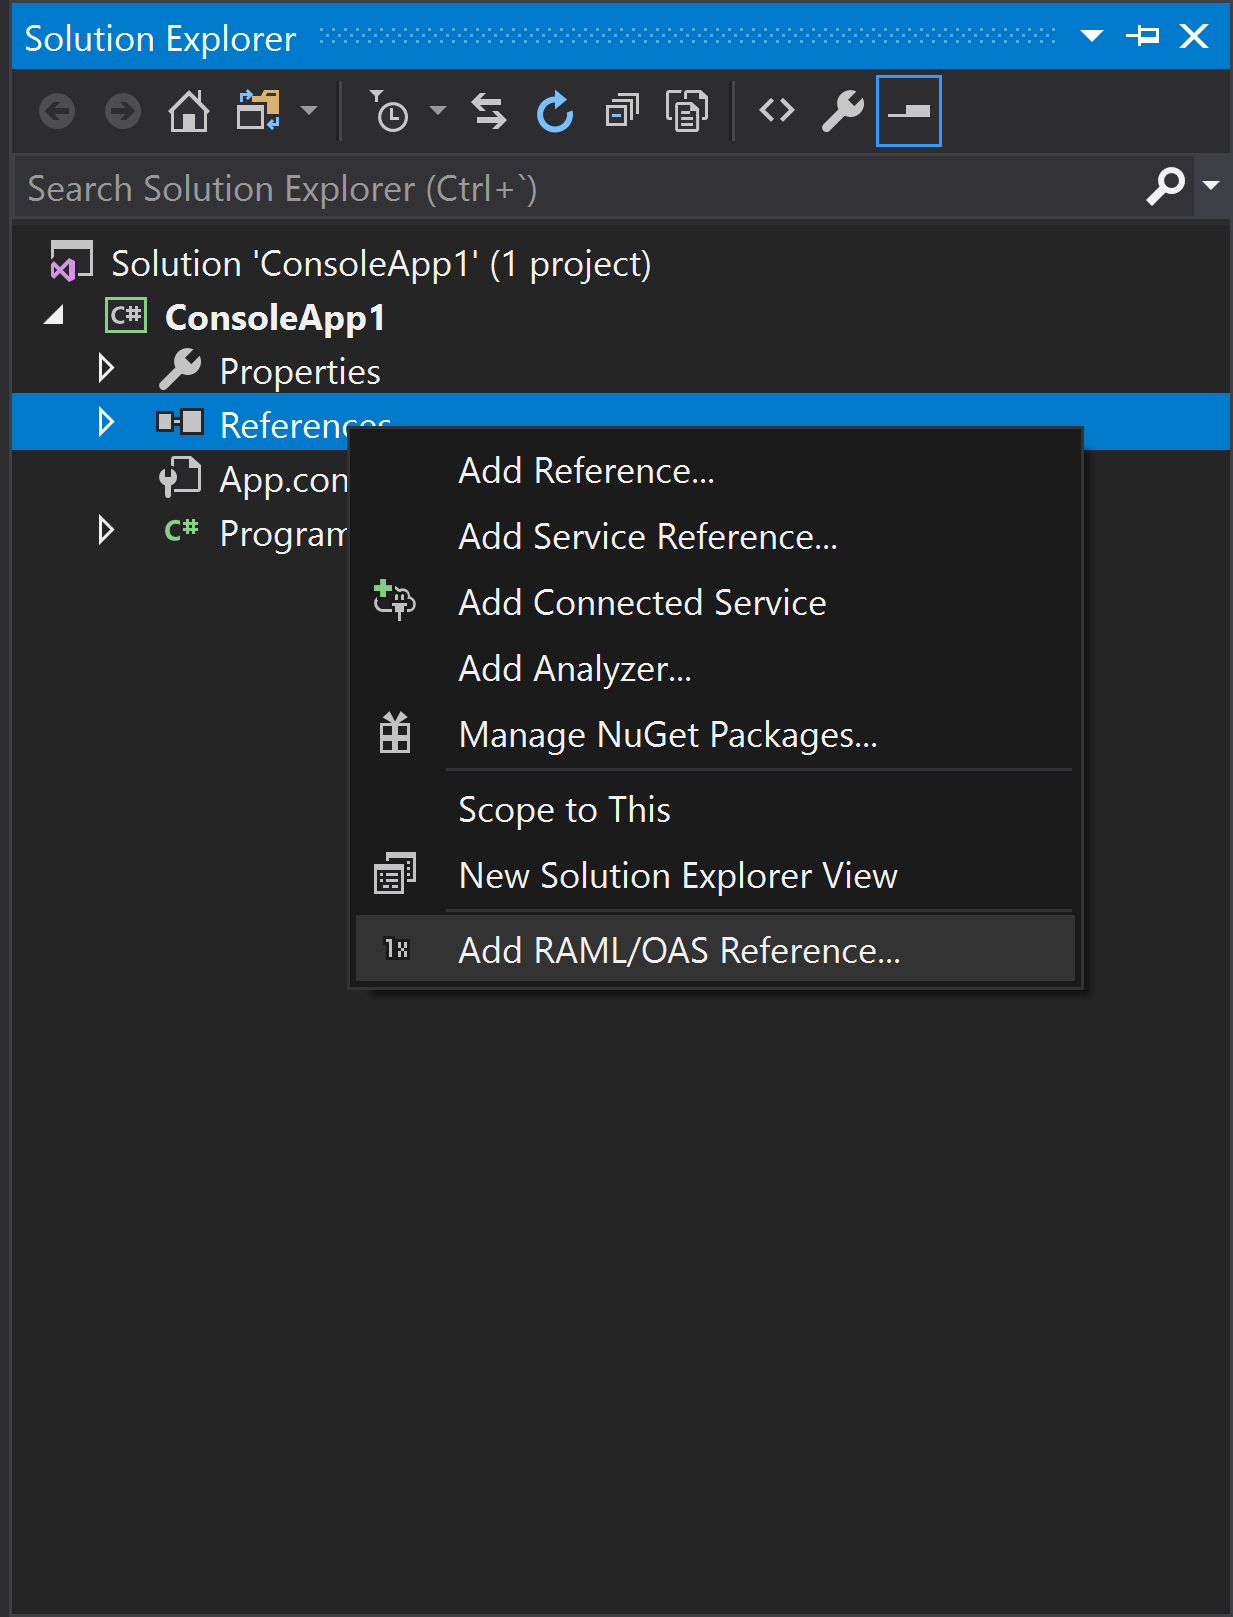 Solution Explorer
Search Solution Explorer (Ctrl+`)
Solution 'ConsoleApp1' (1 project)
C# ConsoleApp1
Properties
References
App.con
C# Program
Add Reference...
Add Service Reference...
Add Connected Service
Add Analyzer...
Manage NuGet Packages...
Scope to This
New Solution Explorer View
1x Add RAML/OAS Reference...